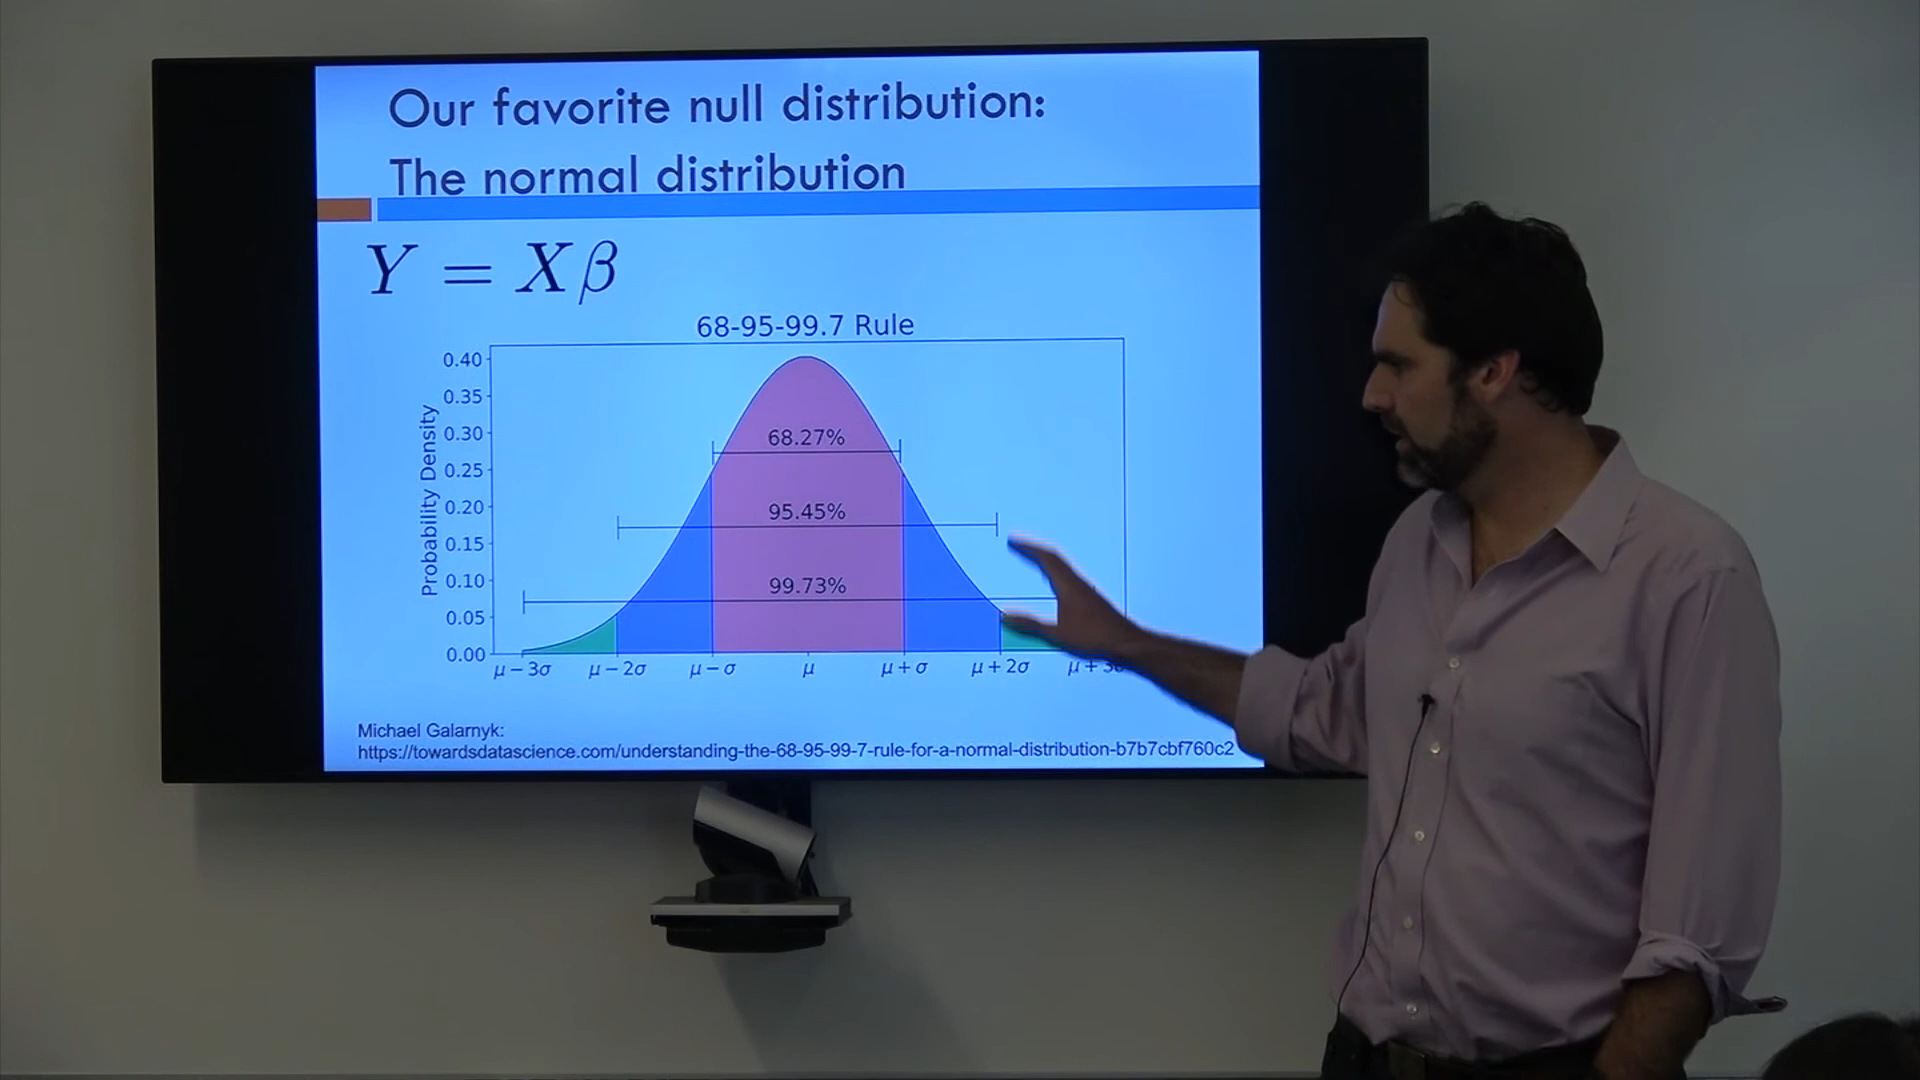 Our favorite null distribution:
The normal distribution
Y = Xβ
68-95-99.7 Rule
Probability Density
0.40
0.35
0.30
0.25
0.20
0.15
0.10
0.05
0.00
68.27%
95.45%
99.73%
μ − 3σ μ − 2σ μ − σ μ μ + σ μ + 2σ μ + 3σ
Michael Galarnyk:
https://towardsdatascience.com/understanding-the-68-95-99-7-rule-for-a-normal-distribution-b7b7cbf760c2